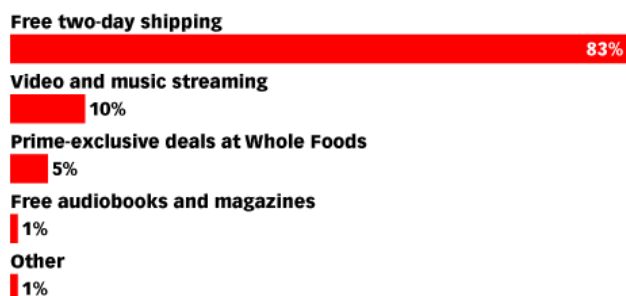 Free two-day shipping
83%
Video and music streaming
10%
Prime-exclusive deals at Whole Foods
5%
Free audiobooks and magazines
1%
Other
1%